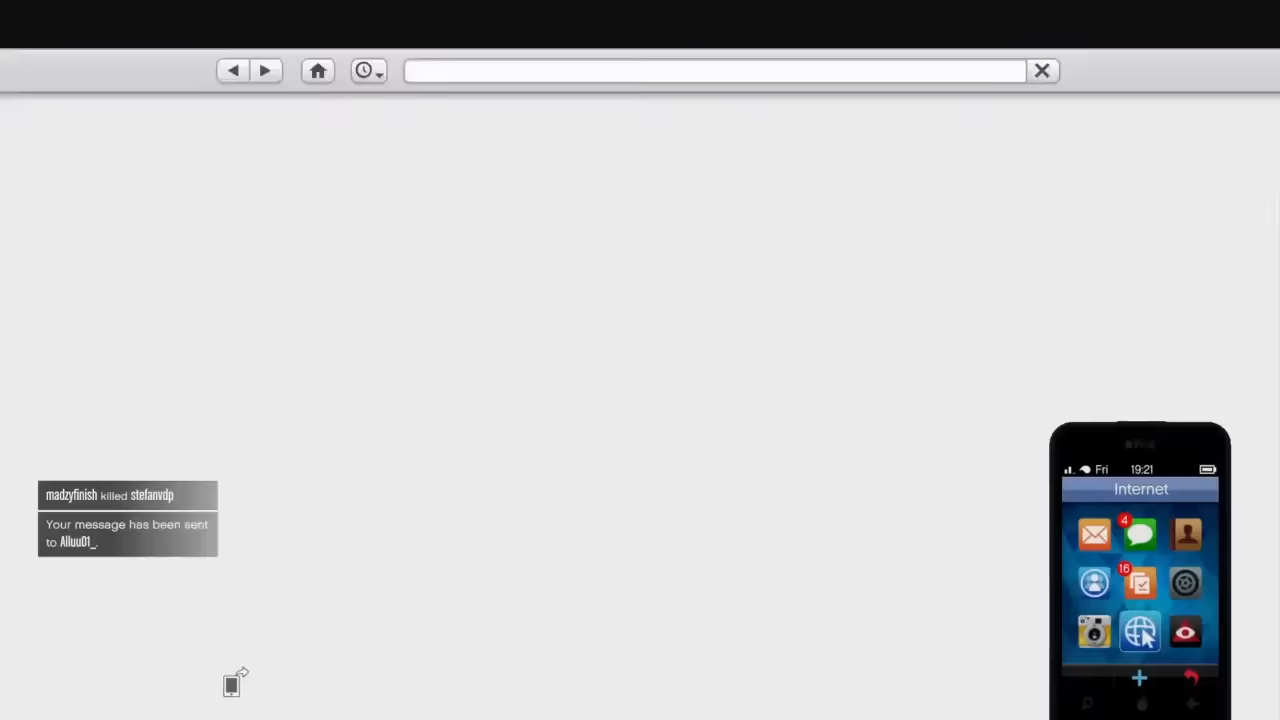 Fri 19:21
Internet
4
16
madzyfinish killed stefanvdp
Your message has been sent
to Alluu01_.